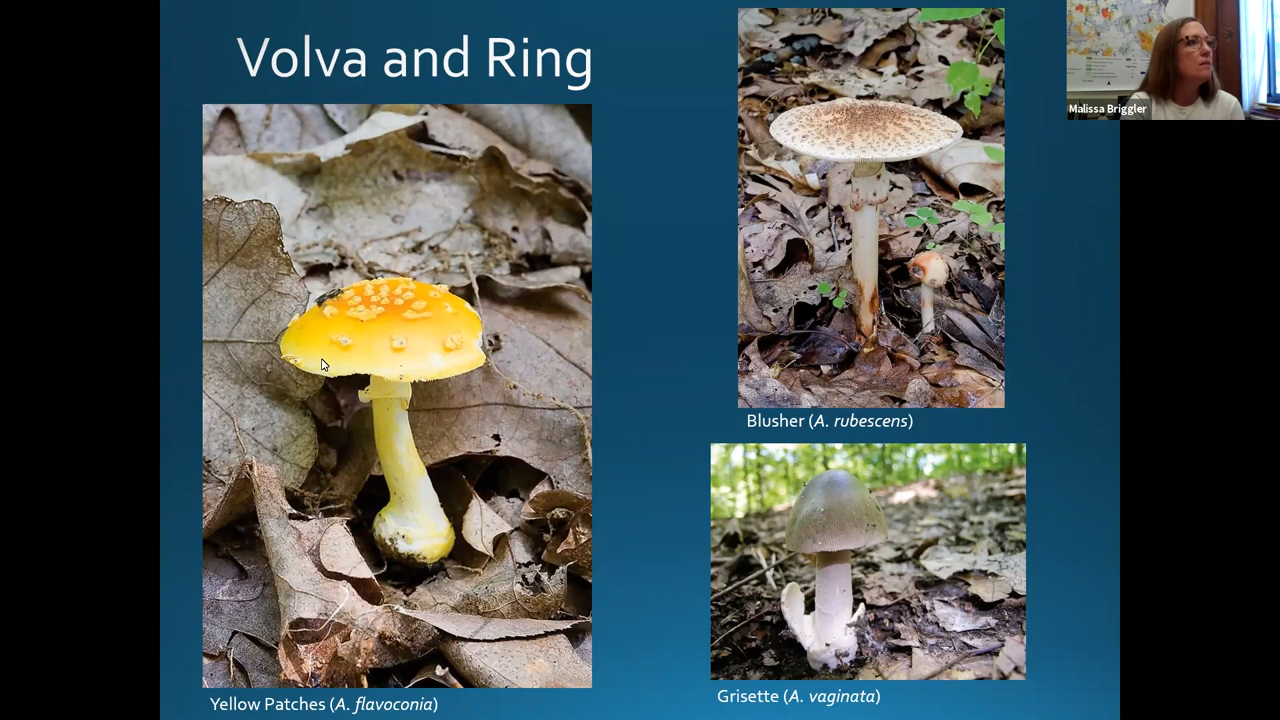 Volva and Ring
Malissa Briggler
Blusher (A. rubescens)
Grisette (A. vaginata)
Yellow Patches (A. flavoconia)